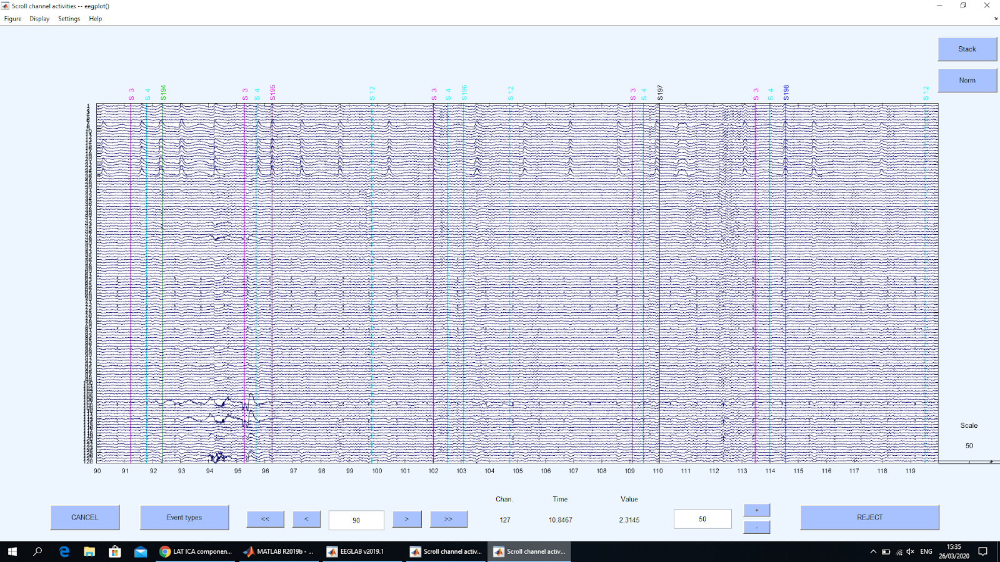 Scroll channel activities -- eegplot()
Figure Display Settings Help
Stack
Norm
S 3 S 4 S194 S 3 S 4 S195 S 12 S 3 S 4 S196 S 12 S 3 S 4 S197 S 3 S 4 S198 S 12
Scale
50
90 91 92 93 94 95 96 97 98 99 100 101 102 103 104 105 106 107 108 109 110 111 112 113 114 115 116 117 118 119
Chan. Time Value
CANCEL Event types << < 90 > >> 127 10.8467 2.3145 50 + - REJECT
LAT ICA componen... MATLAB R2019b - ... EEGLAB v2019.1 Scroll channel activ... Scroll channel activ... ENG 15:35
26/03/2020